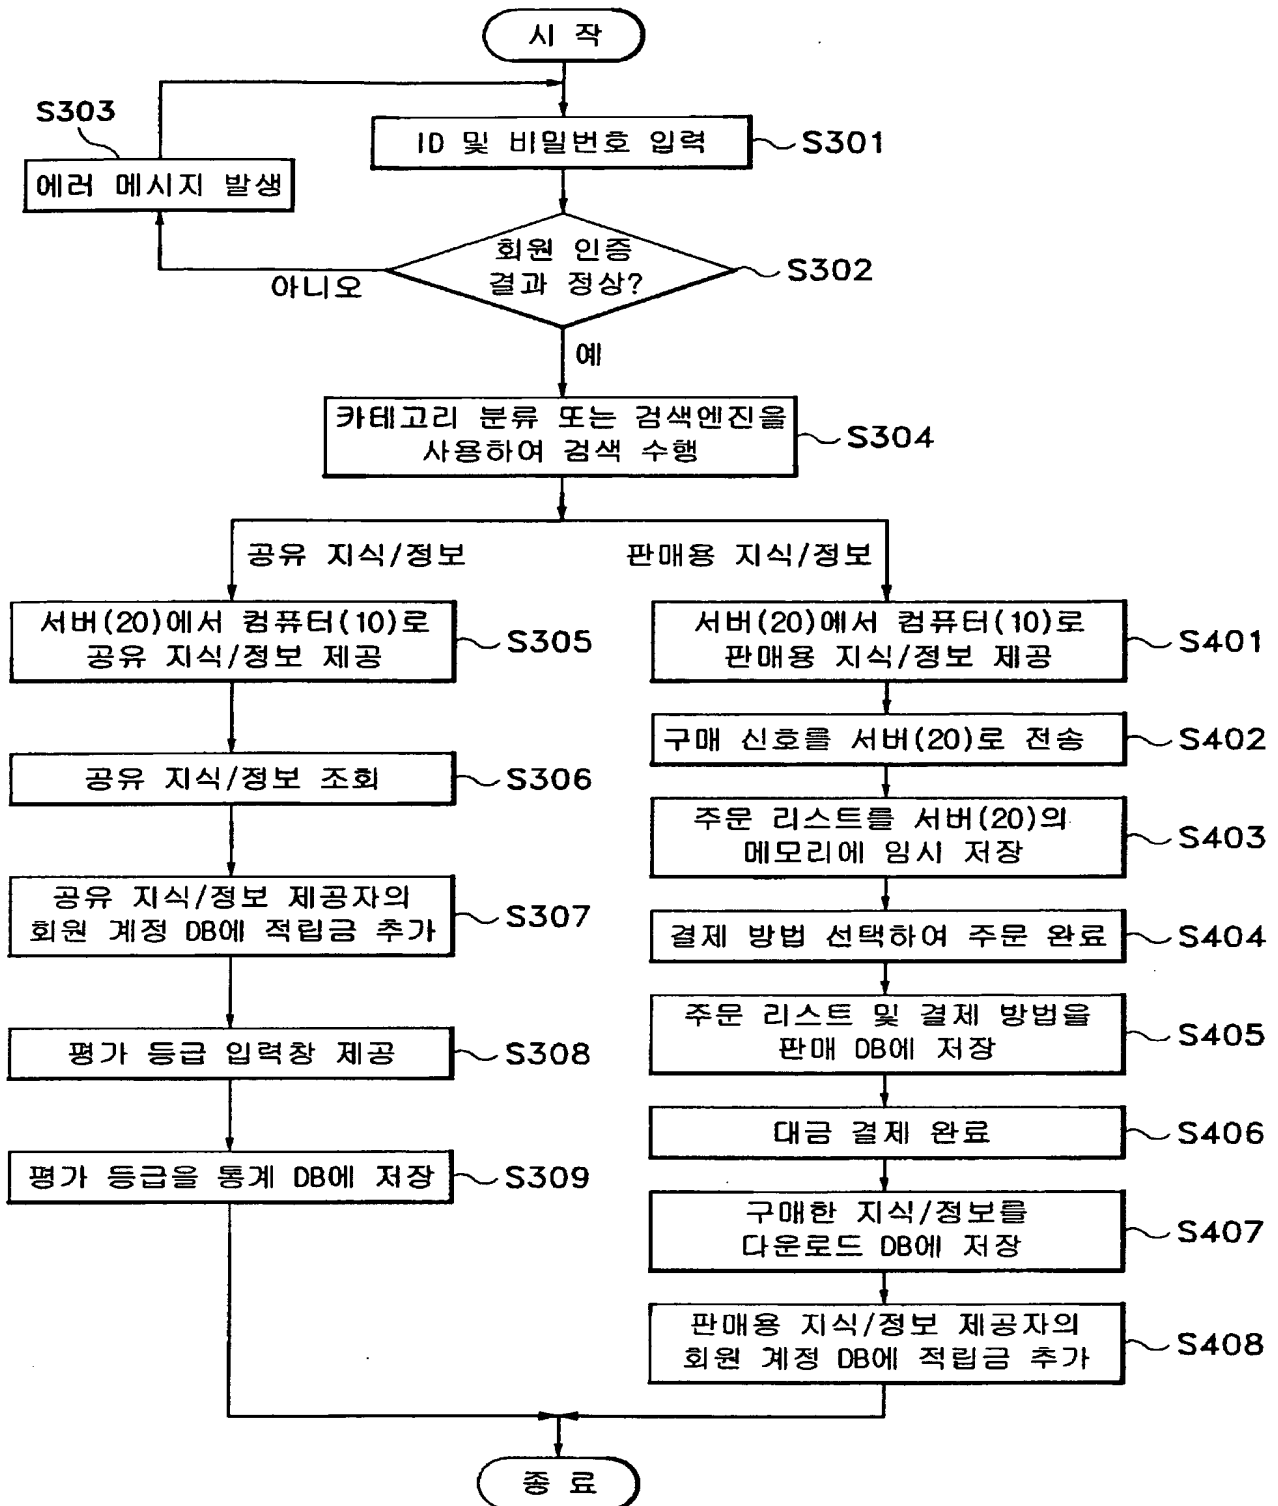 시 작
S303
ID 및 비밀번호 입력
S301
에러 메시지 발생
회원 인증
결과 정상?
S302
아니오
예
카테고리 분류 또는 검색엔진을
사용하여 검색 수행
S304
공유 지식/정보
판매용 지식/정보
서버(20)에서 컴퓨터(10)로
공유 지식/정보 제공
S305
공유 지식/정보 조회
S306
공유 지식/정보 제공자의
회원 계정 DB에 적립금 추가
S307
평가 등급 입력창 제공
S308
평가 등급을 통계 DB에 저장
S309
서버(20)에서 컴퓨터(10)로
판매용 지식/정보 제공
S401
구매 신호를 서버(20)로 전송
S402
주문 리스트를 서버(20)의
메모리에 임시 저장
S403
결제 방법 선택하여 주문 완료
S404
주문 리스트 및 결제 방법을
판매 DB에 저장
S405
대금 결제 완료
S406
구매한 지식/정보를
다운로드 DB에 저장
S407
판매용 지식/정보 제공자의
회원 계정 DB에 적립금 추가
S408
종 료